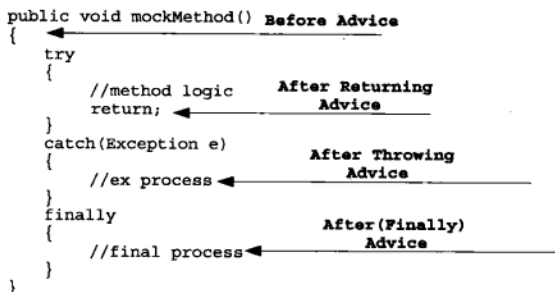 public void mockMethod() Before Advice
{
try
{
//method logic After Returning
return; Advice
}
catch(Exception e)
{ After Throwing
//ex process Advice
}
finally
{ After(Finally)
//final process Advice
}
}